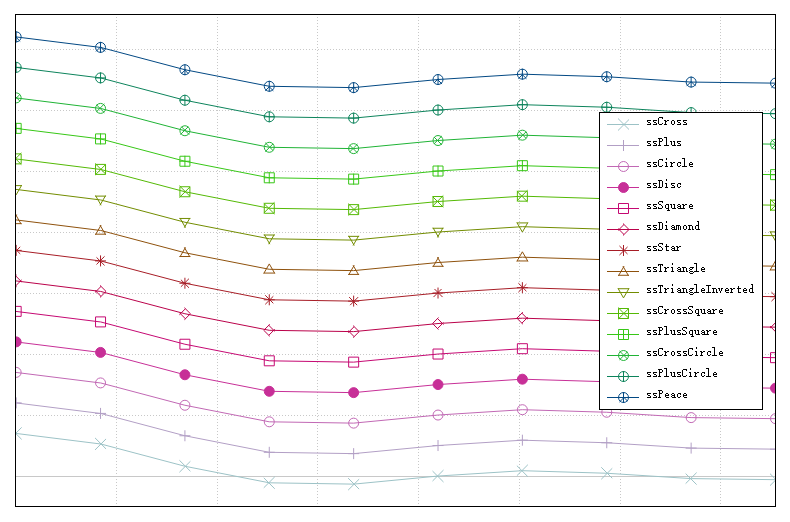 ssCross
ssPlus
ssCircle
ssDisc
ssSquare
ssDiamond
ssStar
ssTriangle
ssTriangleInverted
ssCrossSquare
ssPlusSquare
ssCrossCircle
ssPlusCircle
ssPeace